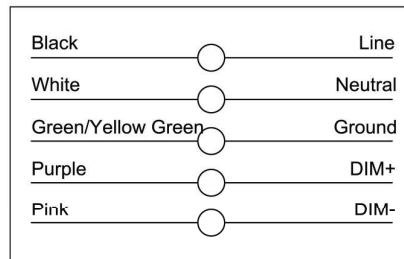 Black Line
White Neutral
Green/Yellow Green Ground
Purple DIM+
Pink DIM-